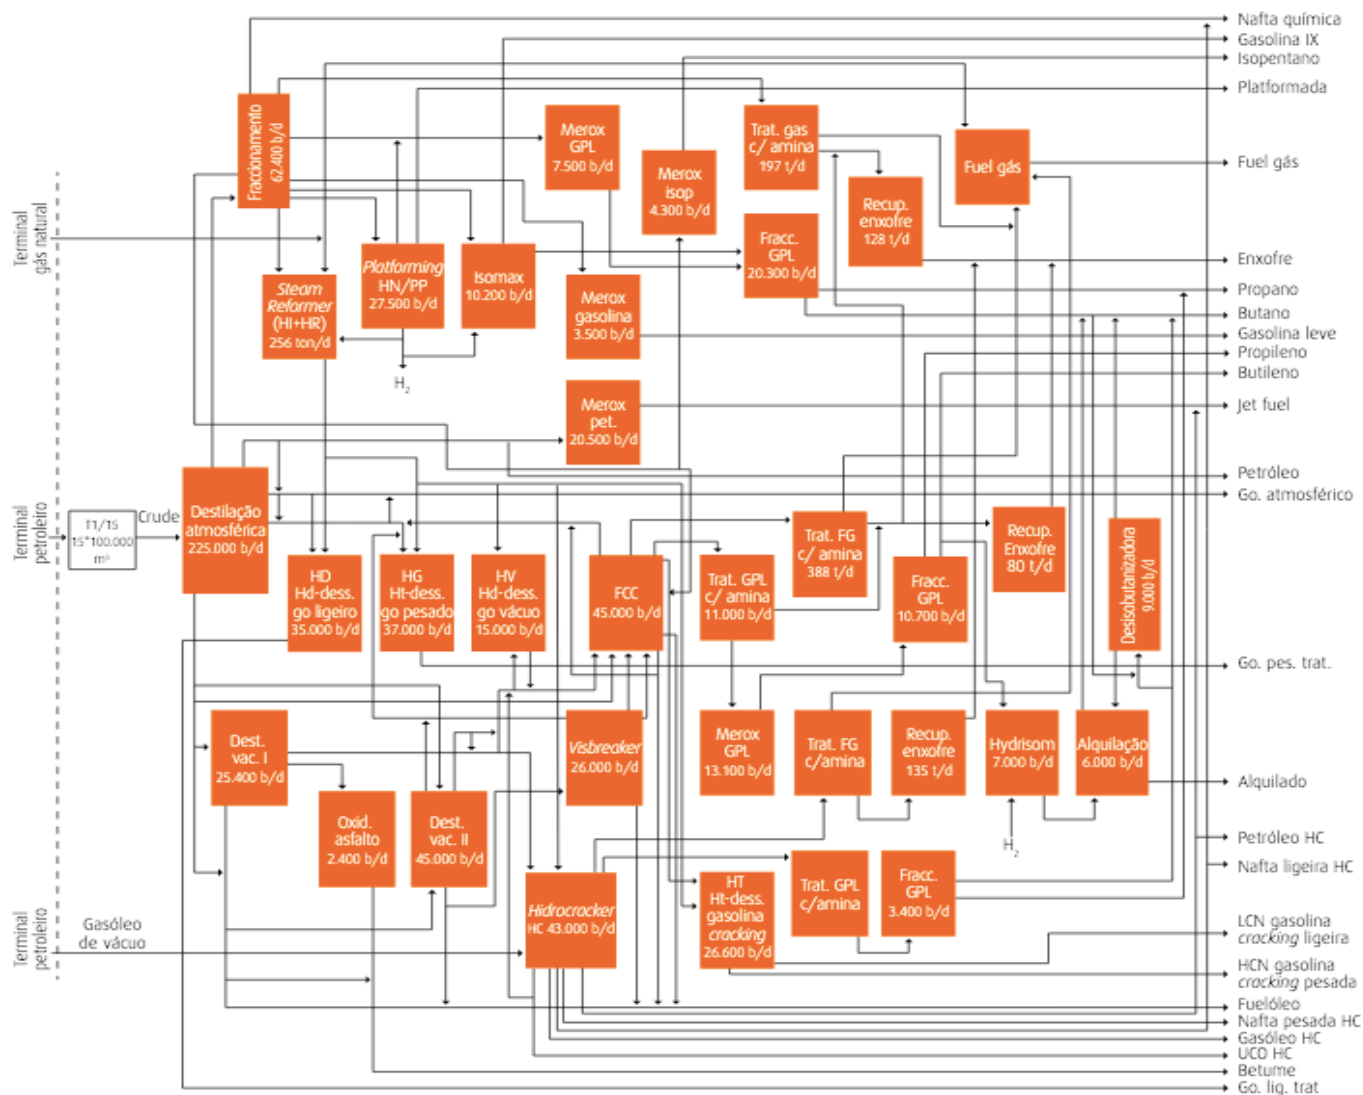 Nafta química
Gasolina IX
Isopentano
Platformada
Fraccionamento
62.400 b/d
Merox
GPL
7.500 b/d
Merox
isop
4.300 b/d
Trat. gas
c/ amina
197 t/d
Recup.
enxofre
128 t/d
Fuel gás
Fuel gás
Terminal
gás natural
Steam
Reformer
(HI+HR)
256 ton/d
Platforming
HN/PP
27.500 b/d
Isomax
10.200 b/d
Merox
gasolina
3.500 b/d
Fracc.
GPL
20.300 b/d
Enxofre
Propano
Butano
Gasolina leve
Propileno
Butileno
H2
Merox
pet.
20.500 b/d
Jet fuel
Petróleo
Go. atmosférico
Terminal
petroleiro
T1/15
15*100.000
m³
Crude
Destilação
atmosférica
225.000 b/d
HD
Hd-dess.
go ligeiro
35.000 b/d
HG
Ht-dess.
go pesado
37.000 b/d
HV
Hd-dess.
go vácuo
15.000 b/d
FCC
45.000 b/d
Trat. GPL
c/ amina
11.000 b/d
Trat. FG
c/ amina
388 t/d
Fracc.
GPL
10.700 b/d
Recup.
Enxofre
80 t/d
Desisobutanizadora
9.000 b/d
Go. pes. trat.
Dest.
vac. I
25.400 b/d
Oxid.
asfalto
2.400 b/d
Dest.
vac. II
45.000 b/d
Visbreaker
26.000 b/d
Merox
GPL
13.100 b/d
Trat. FG
c/amina
Recup.
enxofre
135 t/d
Hydrisom
7.000 b/d
Alquilação
6.000 b/d
Alquilado
H2
Petróleo HC
Nafta ligeira HC
Terminal
petroleiro
Gasóleo
de vácuo
Hidrocracker
HC 43.000 b/d
HT
Ht-dess.
gasolina
cracking
26.600 b/d
Trat. GPL
c/amina
Fracc.
GPL
3.400 b/d
LCN gasolina
cracking ligeira
HCN gasolina
cracking pesada
Fuelóleo
Nafta pesada HC
Gasóleo HC
UCO HC
Betume
Go. lig. trat